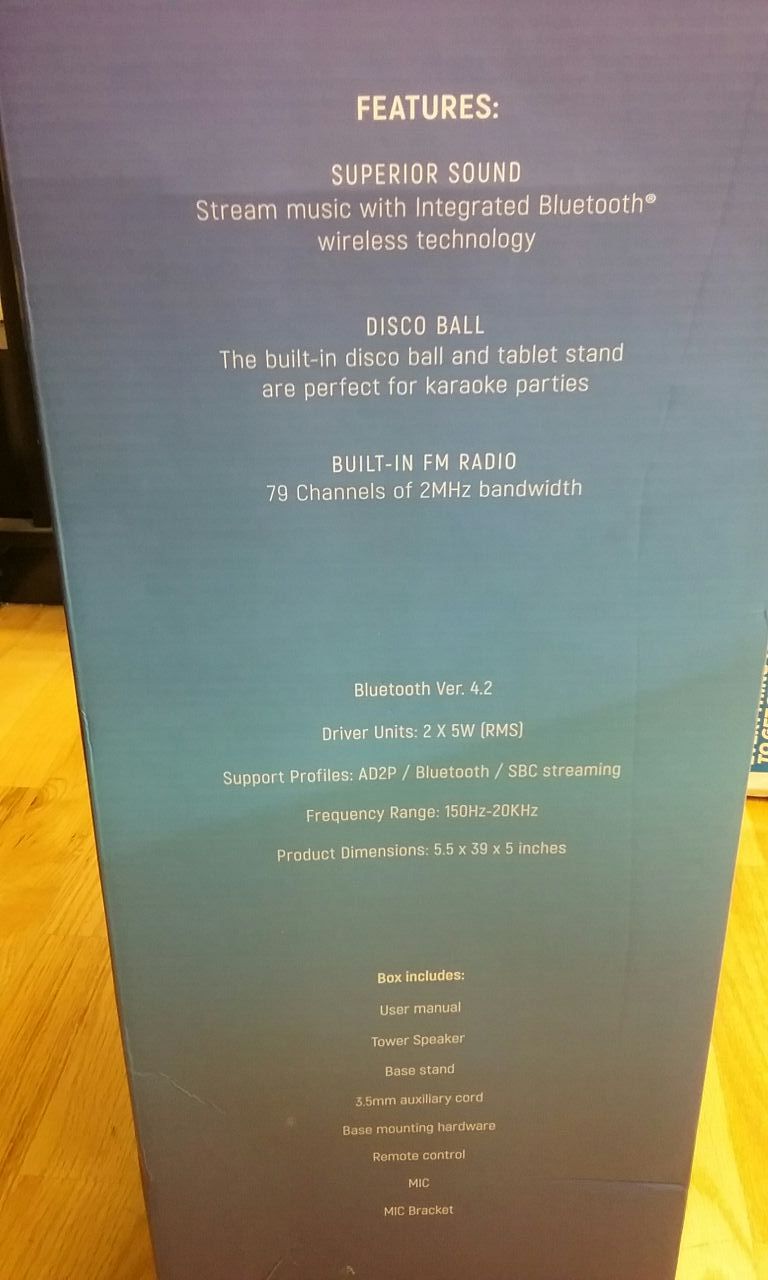 FEATURES:
SUPERIOR SOUND
Stream music with Integrated Bluetooth®
wireless technology
DISCO BALL
The built-in disco ball and tablet stand
are perfect for karaoke parties
BUILT-IN FM RADIO
79 Channels of 2MHz bandwidth
Bluetooth Ver. 4.2
Driver Units: 2 X 5W (RMS)
Support Profiles: AD2P / Bluetooth / SBC streaming
Frequency Range: 150Hz-20KHz
Product Dimensions: 5.5 x 39 x 5 inches
Box includes:
User manual
Tower Speaker
Base stand
3.5mm auxiliary cord
Base mounting hardware
Remote control
MIC
MIC Bracket
TO GET